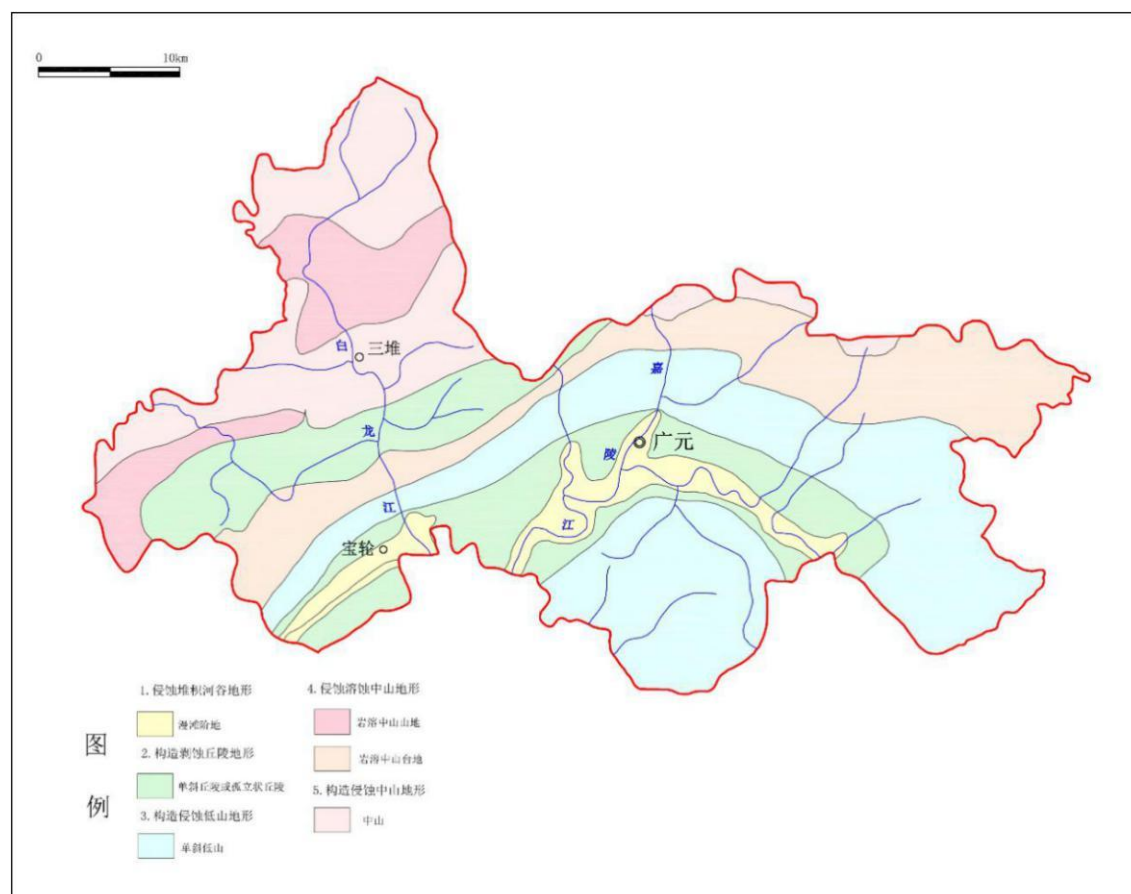 0 10km
白
三堆
嘉
龙
广元
陵
江
江
宝轮
图例
1.侵蚀堆积河谷地形
漫滩阶地
2.构造剥蚀丘陵地形
单斜丘陵或孤立状丘陵
3.构造侵蚀低山地形
单斜低山
4.侵蚀溶蚀中山地形
岩溶中山山地
岩溶中山台地
5.构造侵蚀中山地形
中山